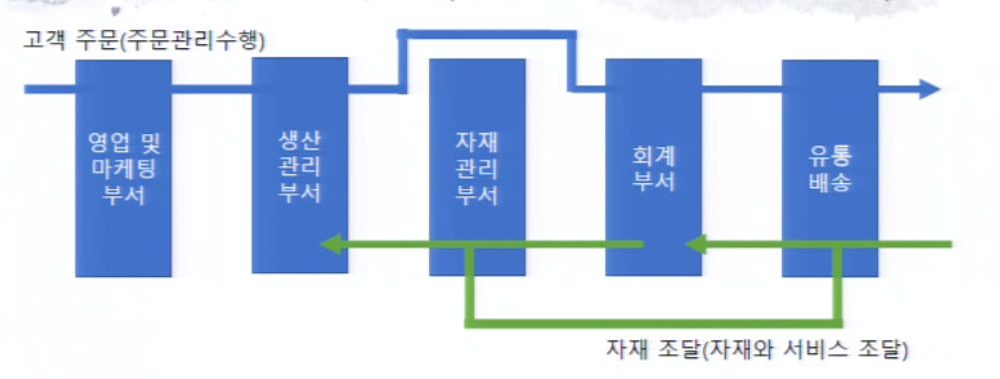 고객 주문(주문관리수행)
영업 및
마케팅
부서
생산
관리
부서
자재
관리
부서
회계
부서
유통
배송
자재 조달(자재와 서비스 조달)